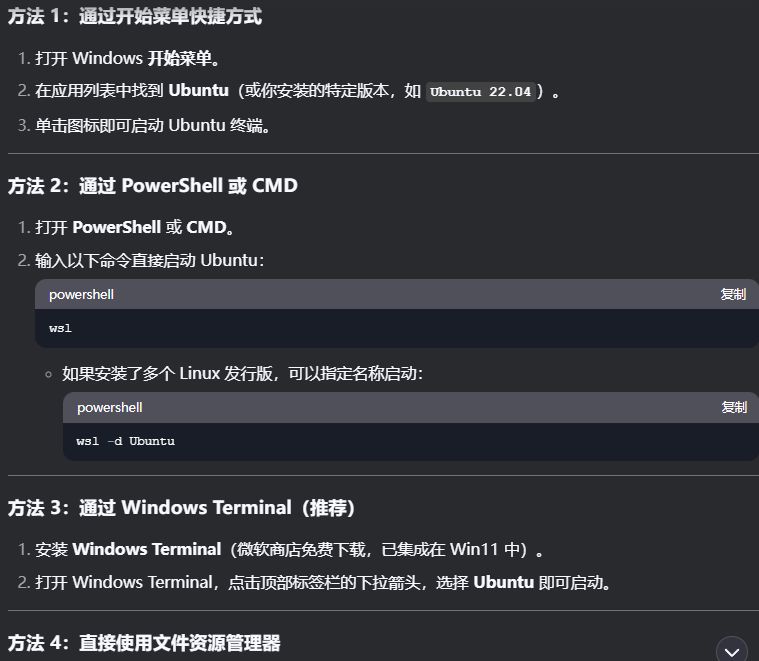 方法 1：通过开始菜单快捷方式
1. 打开 Windows 开始菜单。
2. 在应用列表中找到 Ubuntu（或你安装的特定版本，如 Ubuntu 22.04）。
3. 单击图标即可启动 Ubuntu 终端。
方法 2：通过 PowerShell 或 CMD
1. 打开 PowerShell 或 CMD。
2. 输入以下命令直接启动 Ubuntu：
powershell 复制
wsl
如果安装了多个 Linux 发行版，可以指定名称启动：
powershell 复制
wsl -d Ubuntu
方法 3：通过 Windows Terminal（推荐）
1. 安装 Windows Terminal（微软商店免费下载，已集成在 Win11 中）。
2. 打开 Windows Terminal，点击顶部标签栏的下拉箭头，选择 Ubuntu 即可启动。
方法 4：直接使用文件资源管理器